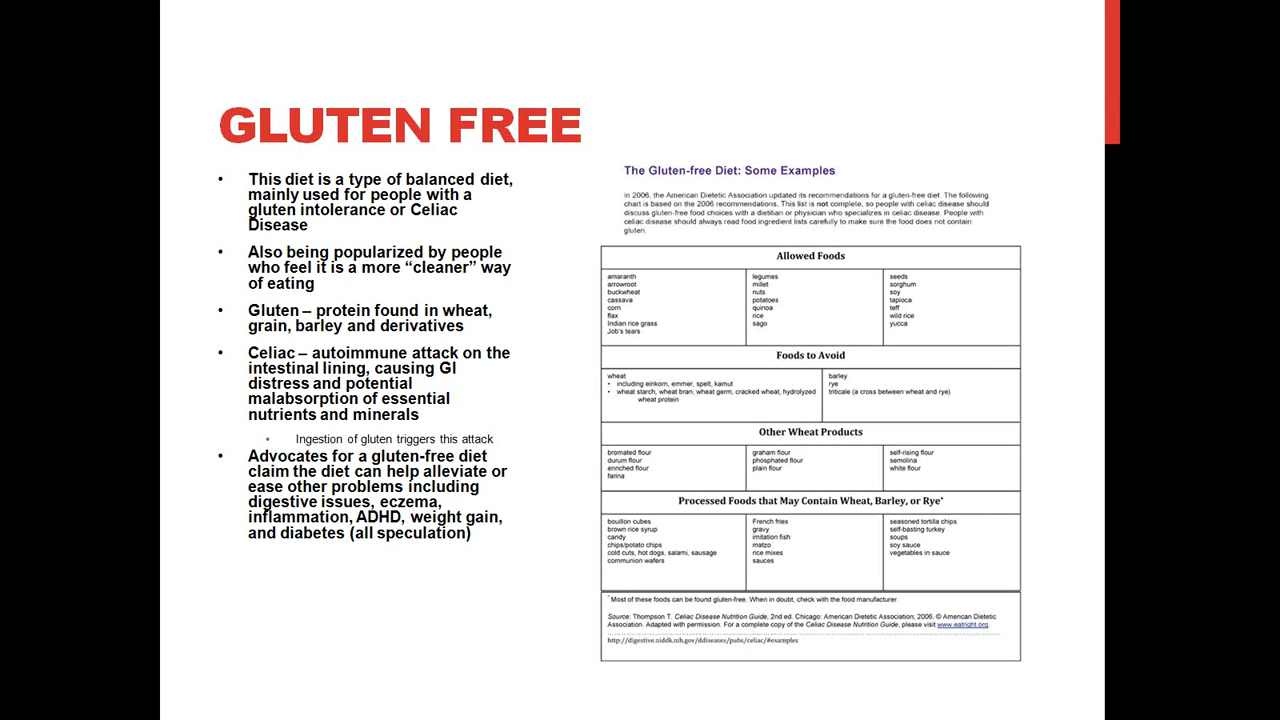 GLUTEN FREE
• This diet is a type of balanced diet,
mainly used for people with a
gluten intolerance or Celiac
Disease
• Also being popularized by people
who feel it is a more “cleaner” way
of eating
• Gluten – protein found in wheat,
grain, barley and derivatives
• Celiac – autoimmune attack on the
intestinal lining, causing GI
distress and potential
malabsorption of essential
nutrients and minerals
• Ingestion of gluten triggers this attack
• Advocates for a gluten-free diet
claim the diet can help alleviate or
ease other problems including
digestive issues, eczema,
inflammation, ADHD, weight gain,
and diabetes (all speculation)
The Gluten-free Diet: Some Examples
In 2006, the American Dietetic Association updated its recommendations for a gluten-free diet. The following
chart is based on the 2006 recommendations. This list is not complete, so people with celiac disease should
discuss gluten-free food choices with a dietitian or physician who specializes in celiac disease. People with
celiac disease should always read food ingredient lists carefully to make sure the food does not contain
gluten.
Allowed Foods
amaranth
arrowroot
buckwheat
cassava
corn
flax
Indian rice grass
Job's tears
legumes
millet
nuts
potatoes
quinoa
rice
sago
seeds
sorghum
soy
tapioca
teff
wild rice
yucca
Foods to Avoid
wheat
• including einkorn, emmer, spelt, kamut
• wheat starch, wheat bran, wheat germ, cracked wheat, hydrolyzed
wheat protein
barley
rye
triticale (a cross between wheat and rye)
Other Wheat Products
bromated flour
durum flour
enriched flour
farina
graham flour
phosphated flour
plain flour
self-rising flour
semolina
white flour
Processed Foods that May Contain Wheat, Barley, or Rye*
bouillon cubes
brown rice syrup
candy
chips/potato chips
cold cuts, hot dogs, salami, sausage
communion wafers
French fries
gravy
imitation fish
matzo
rice mixes
sauces
seasoned tortilla chips
self-basting turkey
soups
soy sauce
vegetables in sauce
* Most of these foods can be found gluten-free. When in doubt, check with the food manufacturer.
Source: Thompson T. Celiac Disease Nutrition Guide, 2nd ed. Chicago: American Dietetic Association; 2006. © American Dietetic
Association. Adapted with permission. For a complete copy of the Celiac Disease Nutrition Guide, please visit www.eatright.org.
http://digestive.niddk.nih.gov/ddiseases/pubs/celiac/#examples